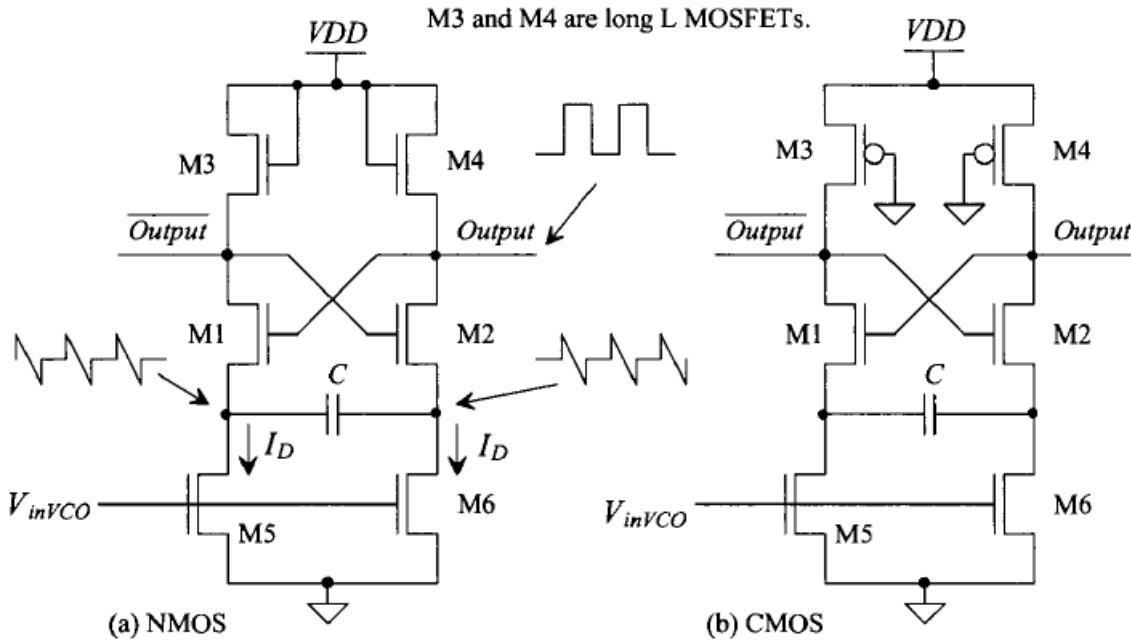 M3 and M4 are long L MOSFETs.
VDD
VDD
M3
M4
M3
M4
Output
Output
Output
Output
M1
M2
M1
M2
C
C
I_D
I_D
V_inVCO
M5
M6
V_inVCO
M5
M6
(a) NMOS
(b) CMOS